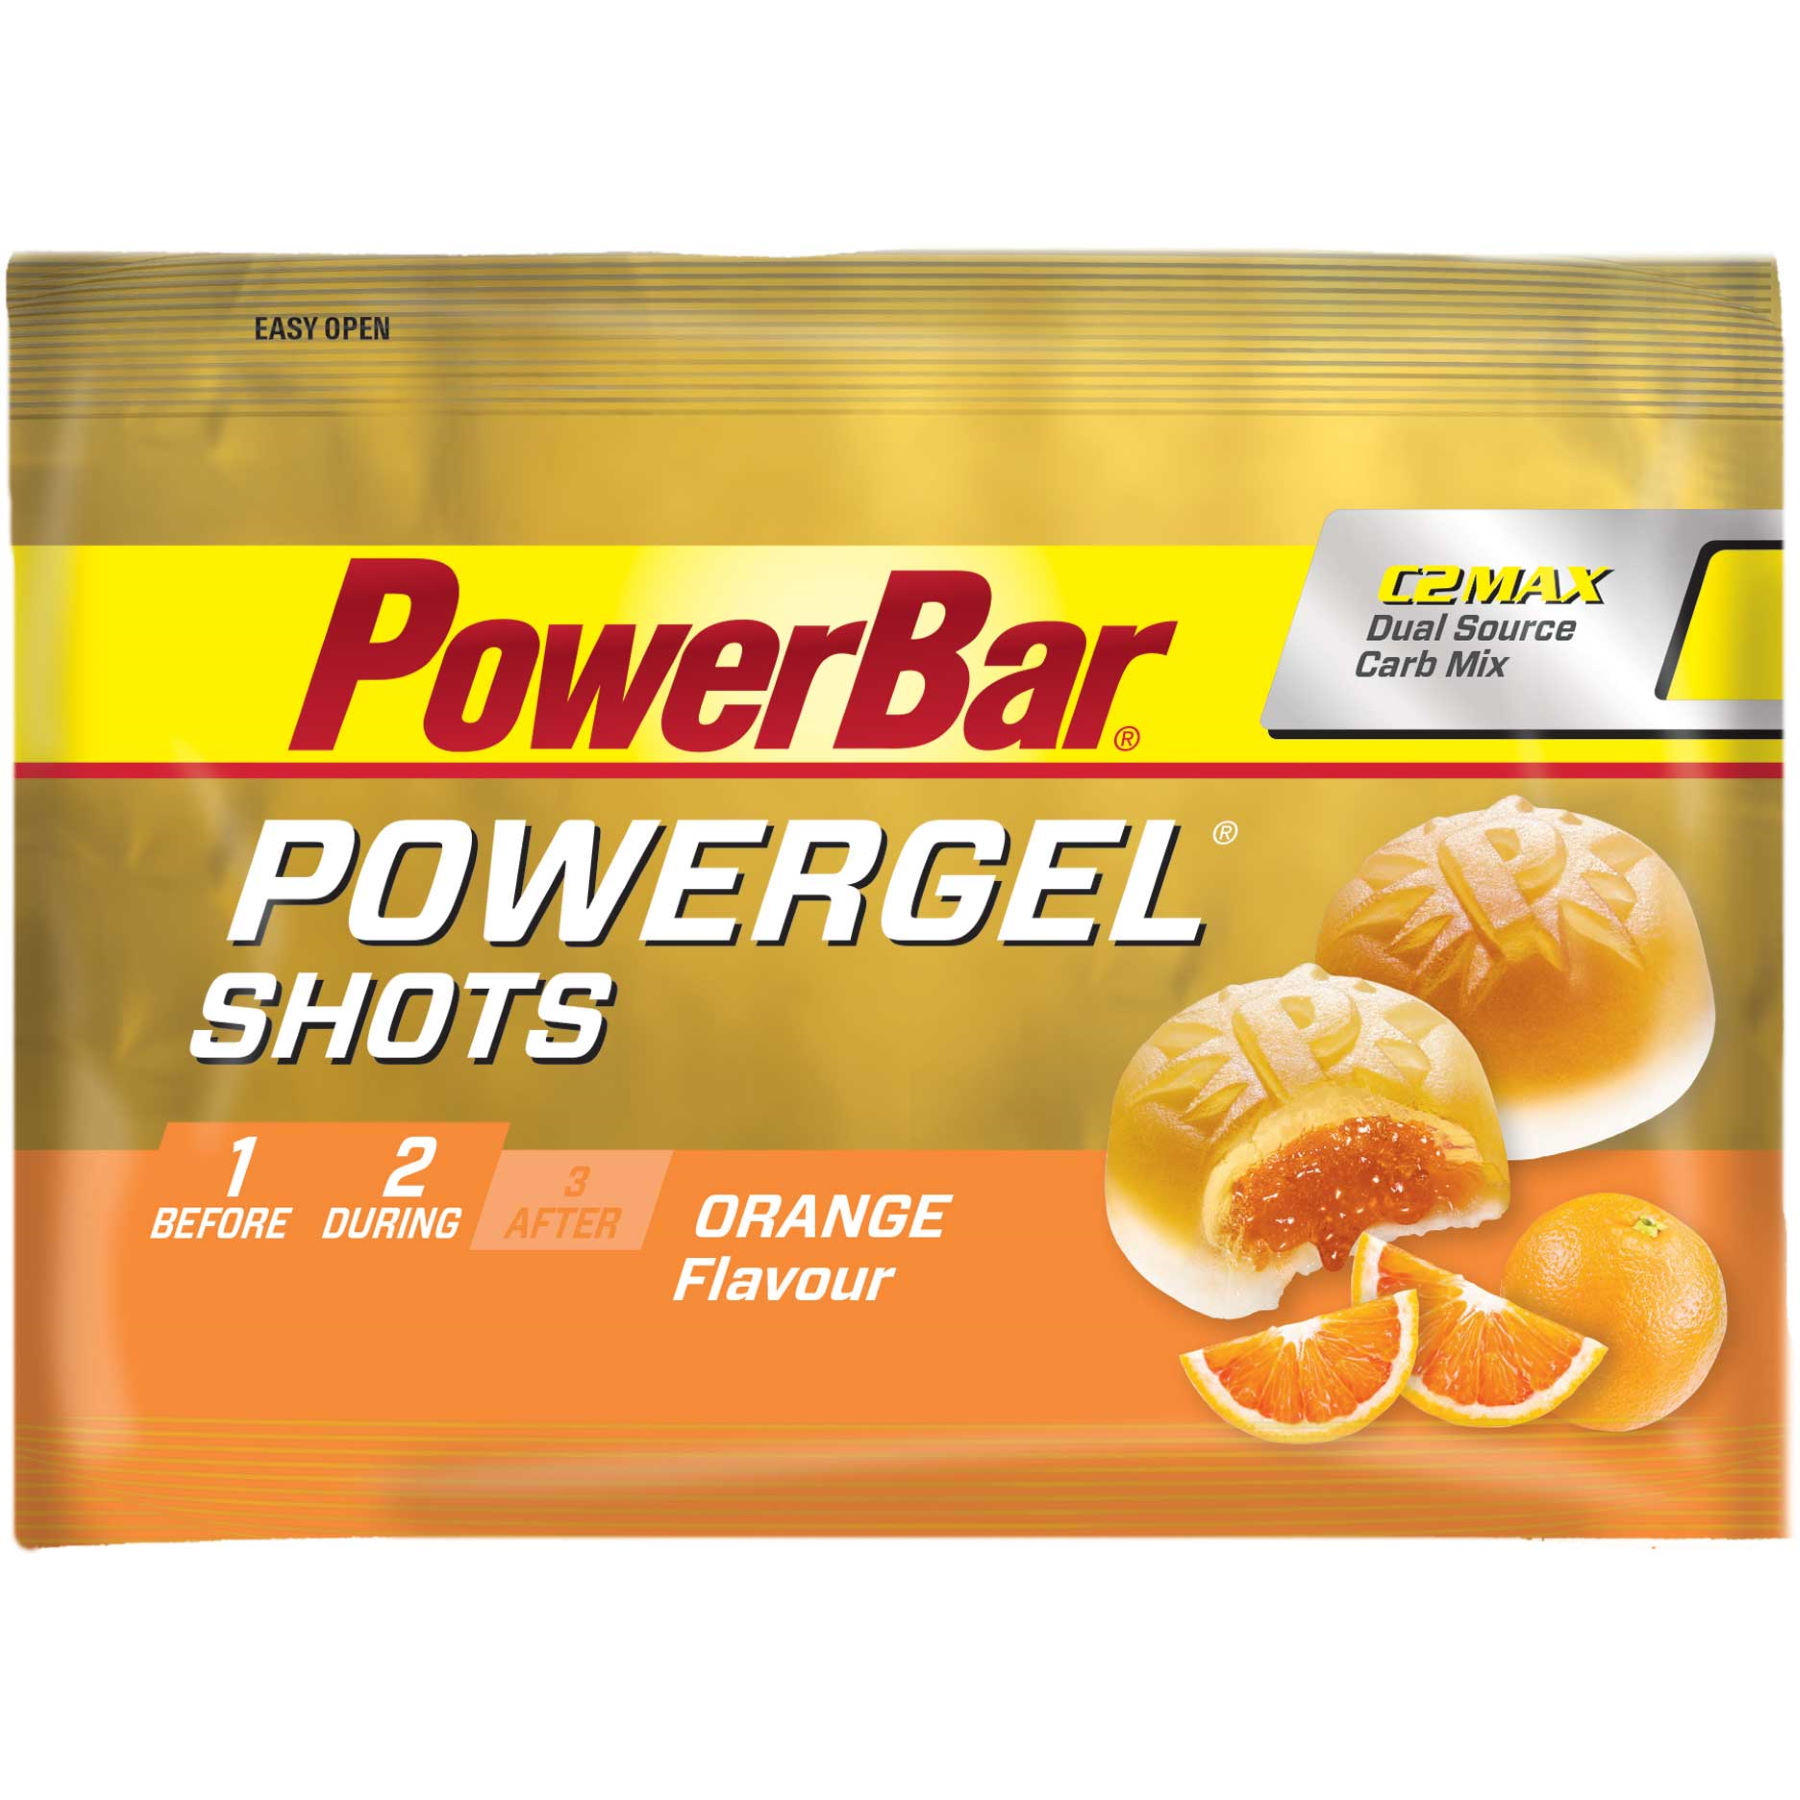 EASY OPEN
PowerBar®
C2MAX
Dual Source
Carb Mix
POWERGEL®
SHOTS
1 2 3
BEFORE DURING AFTER
ORANGE
Flavour
P
P